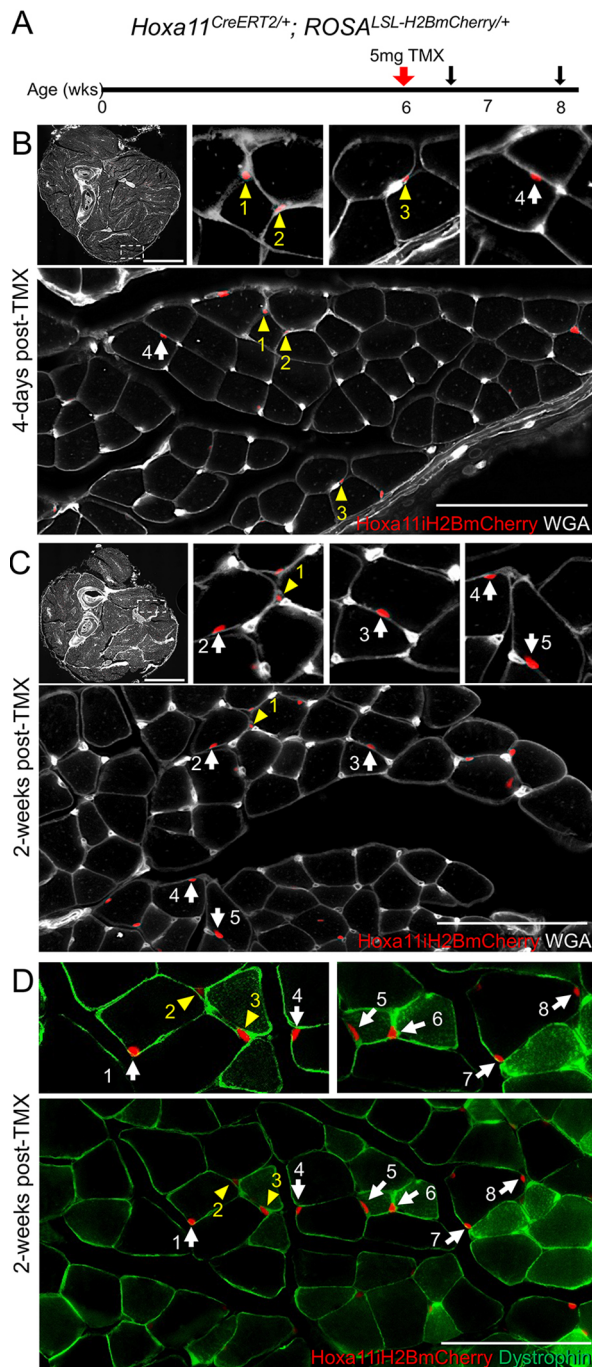 A
Hoxa11CreERT2/+; ROSALSL-H2BmCherry/+
5mg TMX
Age (wks)
0 6 7 8
B
1
2
3
4
4-days post-TMX
4
1
2
3
Hoxa11iH2BmCherry WGA
C
1
2
3
4
5
2-weeks post-TMX
1
2
3
4
5
Hoxa11iH2BmCherry WGA
D
2
3
4
1
5
6
8
7
2-weeks post-TMX
4
5
2
3
6
8
1
7
Hoxa11iH2BmCherry Dystrophin